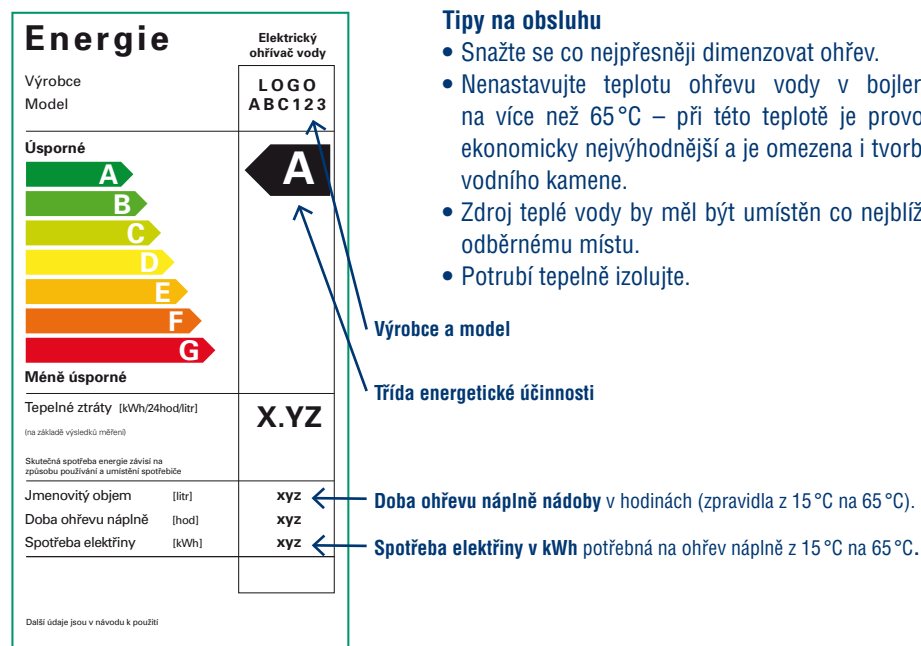 Energie
Elektrický
ohřívač vody
Výrobce
Model
LOGO
ABC123
Úsporné
A
B
C
D
E
F
G
A
Méně úsporné
Tepelné ztráty [kWh/24hod/litr]
(na základě výsledků měření)
X.YZ
Skutečná spotřeba energie závisí na
způsobu používání a umístění spotřebiče
Jmenovitý objem [litr] xyz
Doba ohřevu náplně [hod] xyz
Spotřeba elektřiny [kWh] xyz
Další údaje jsou v návodu k použití
Tipy na obsluhu
• Snažte se co nejpřesněji dimenzovat ohřev.
• Nenastavujte teplotu ohřevu vody v bojler
na více než 65 °C – při této teplotě je provo
ekonomicky nejvýhodnější a je omezena i tvorb
vodního kamene.
• Zdroj teplé vody by měl být umístěn co nejblíž
odběrnému místu.
• Potrubí tepelně izolujte.
Výrobce a model
Třída energetické účinnosti
Doba ohřevu náplně nádoby v hodinách (zpravidla z 15 °C na 65 °C).
Spotřeba elektřiny v kWh potřebná na ohřev náplně z 15 °C na 65 °C.